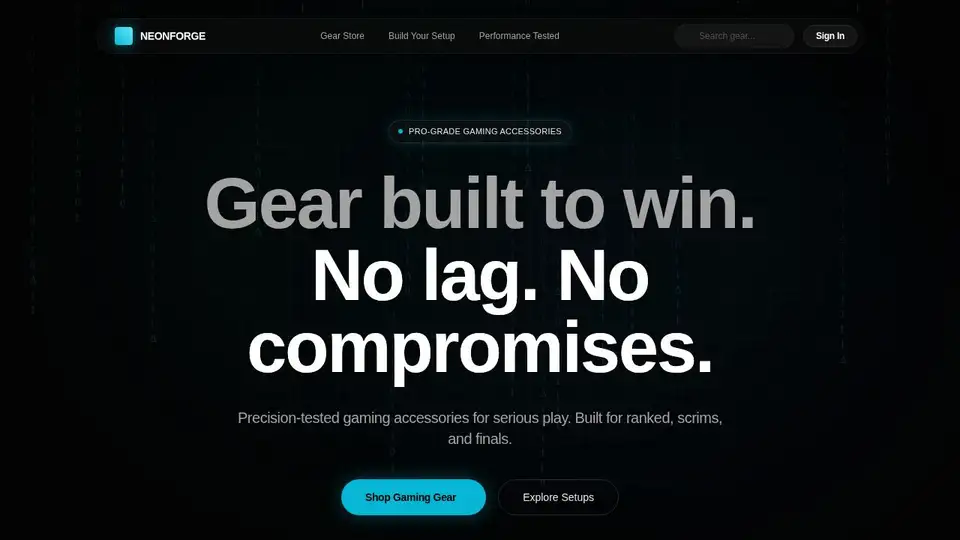 NEONFORGE
Gear Store
Build Your Setup
Performance Tested
Search gear...
Sign In
PRO-GRADE GAMING ACCESSORIES
Gear built to win.
No lag. No
compromises.
Precision-tested gaming accessories for serious play. Built for ranked, scrims,
and finals.
Shop Gaming Gear
Explore Setups